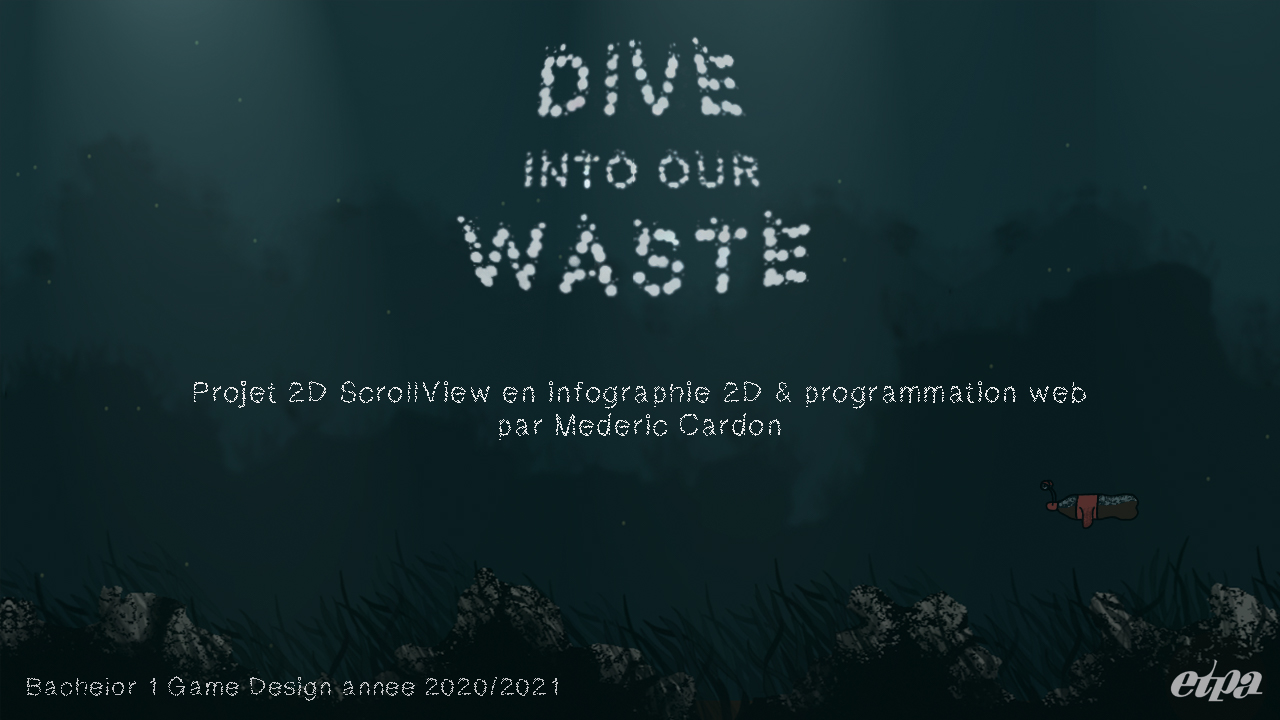 DIVE
INTO OUR
WASTE
Projet 2D ScrollView en infographie 2D & programmation web
par Mederic Cardon
Bachelor 1 Game Design annee 2020/2021
etpa